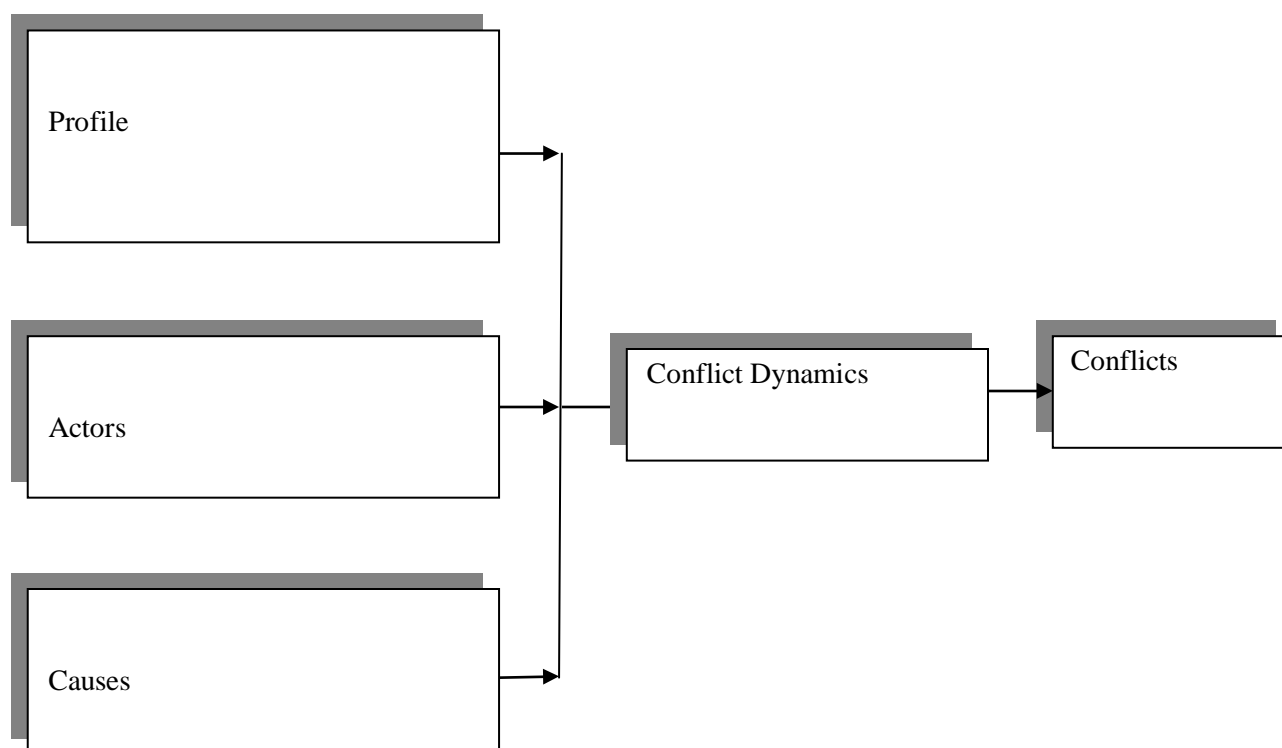 Profile
Actors
Conflict Dynamics
Conflicts
Causes